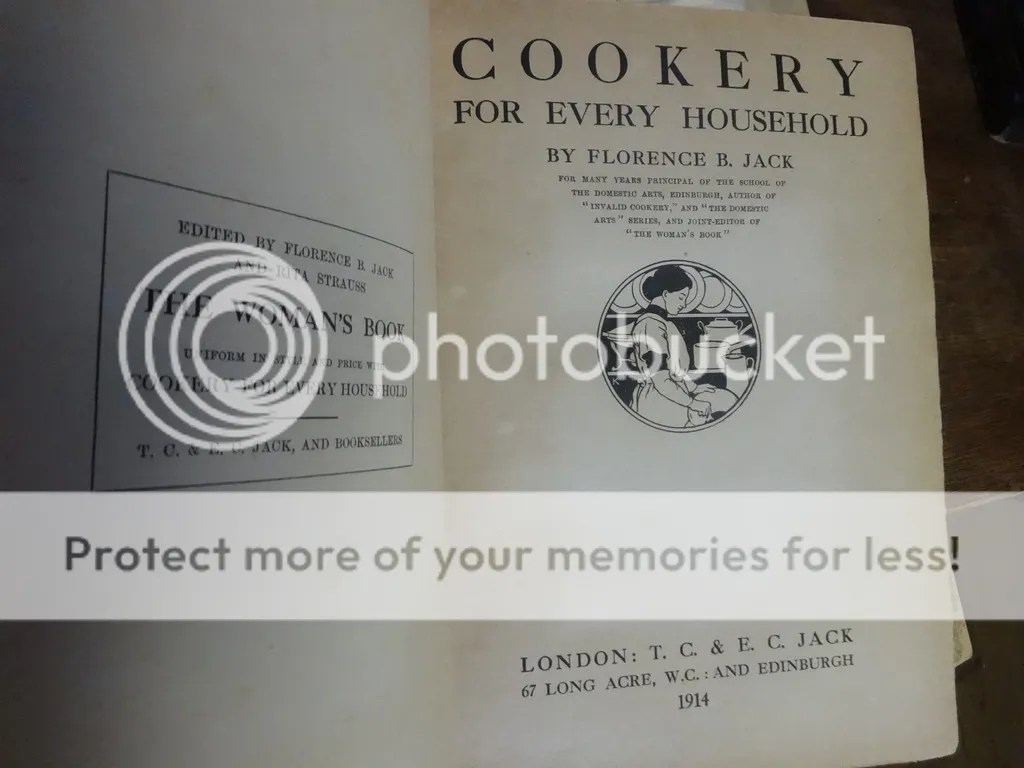 EDITED BY FLORENCE B. JACK
AND RITA STRAUSS
THE WOMAN'S BOOK
UNIFORM IN STYLE AND PRICE WITH
COOKERY FOR EVERY HOUSEHOLD
T. C. & E. C. JACK, AND BOOKSELLERS
COOKERY
FOR EVERY HOUSEHOLD
BY FLORENCE B. JACK
FOR MANY YEARS PRINCIPAL OF THE SCHOOL OF
THE DOMESTIC ARTS, EDINBURGH, AUTHOR OF
"INVALID COOKERY," AND "THE DOMESTIC
ARTS" SERIES, AND JOINT-EDITOR OF
"THE WOMAN'S BOOK"
photobucket
Protect more of your memories for less!
LONDON: T. C. & E. C. JACK
67 LONG ACRE, W.C.: AND EDINBURGH
1914